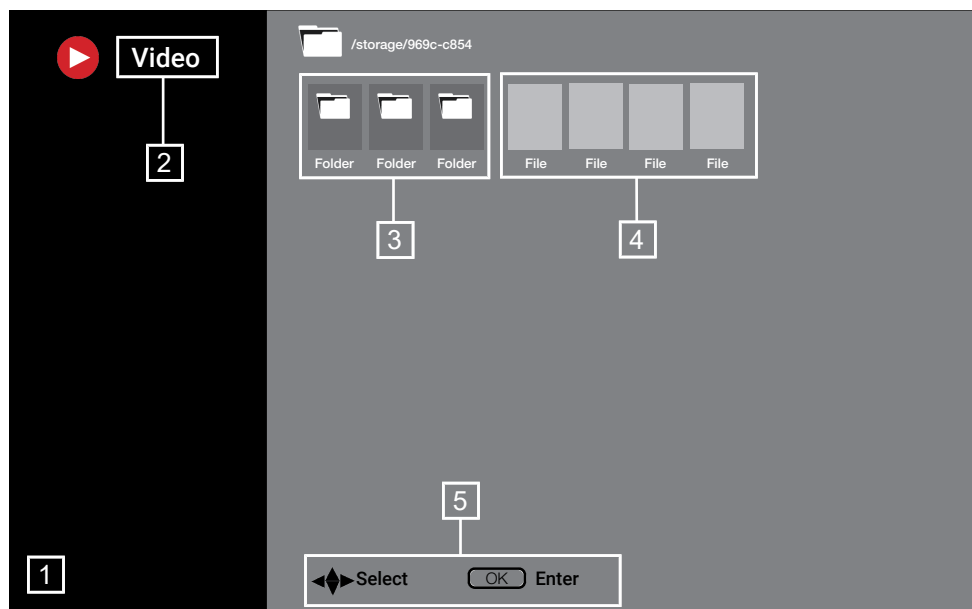 Video
2
/storage/969c-c854
Folder Folder Folder
File File File File
3
4
5
Select OK Enter
1